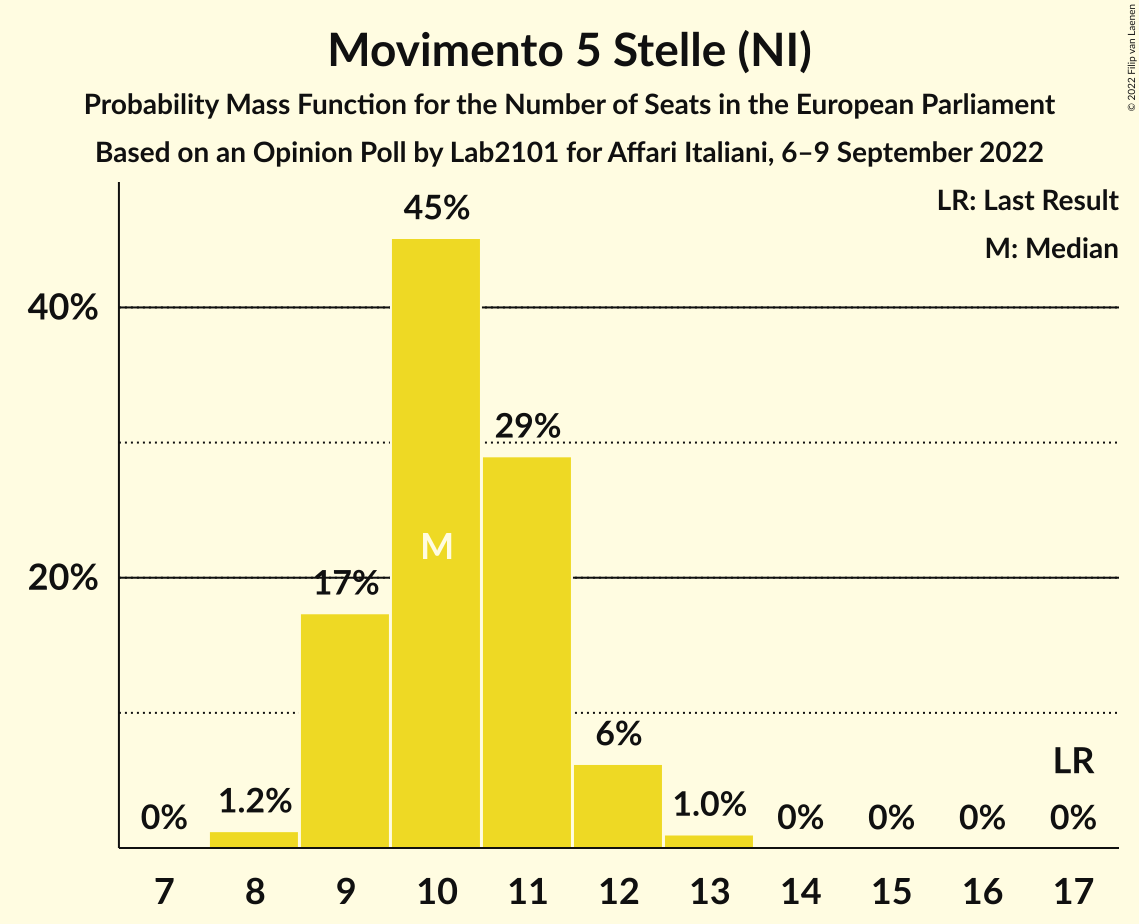 Movimento 5 Stelle (NI)
Probability Mass Function for the Number of Seats in the European Parliament
Based on an Opinion Poll by Lab2101 for Affari Italiani, 6–9 September 2022
© 2022 Filip van Laenen
LR: Last Result
M: Median
45%
40%
29%
M
20%
17%
6%
LR
0%
1.2%
1.0%
0%
0%
0%
0%
7 8 9 10 11 12 13 14 15 16 17